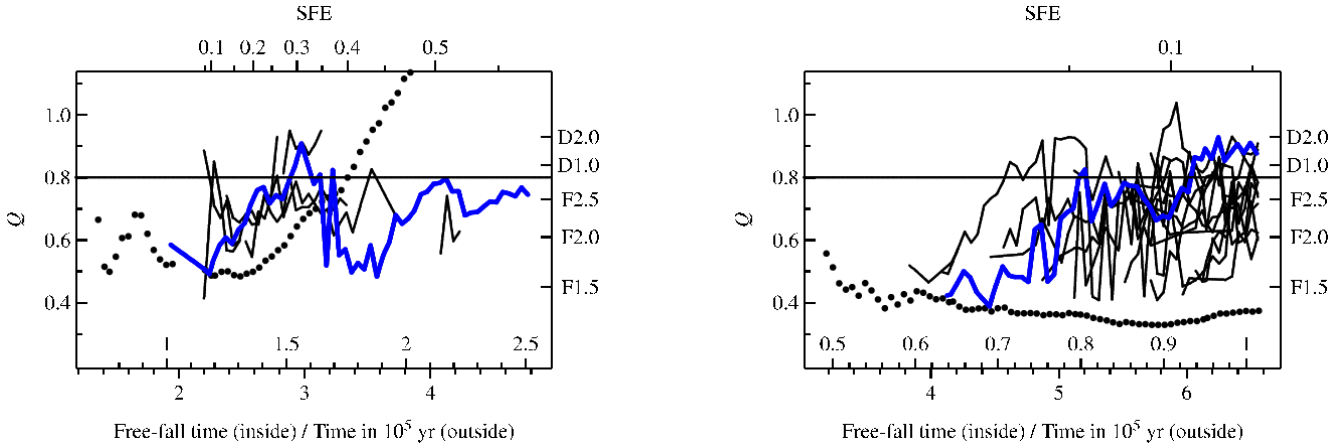 SFE
0.1 0.2 0.3 0.4 0.5
1.0
0.8
0.6
0.4
Q
D2.0
D1.0
F2.5
F2.0
F1.5
1 1.5 2 2.5
2 3 4
Free-fall time (inside) / Time in 10⁵ yr (outside)
SFE
0.1
1.0
0.8
0.6
0.4
Q
D2.0
D1.0
F2.5
F2.0
F1.5
0.5 0.6 0.7 0.8 0.9 1
4 5 6
Free-fall time (inside) / Time in 10⁵ yr (outside)